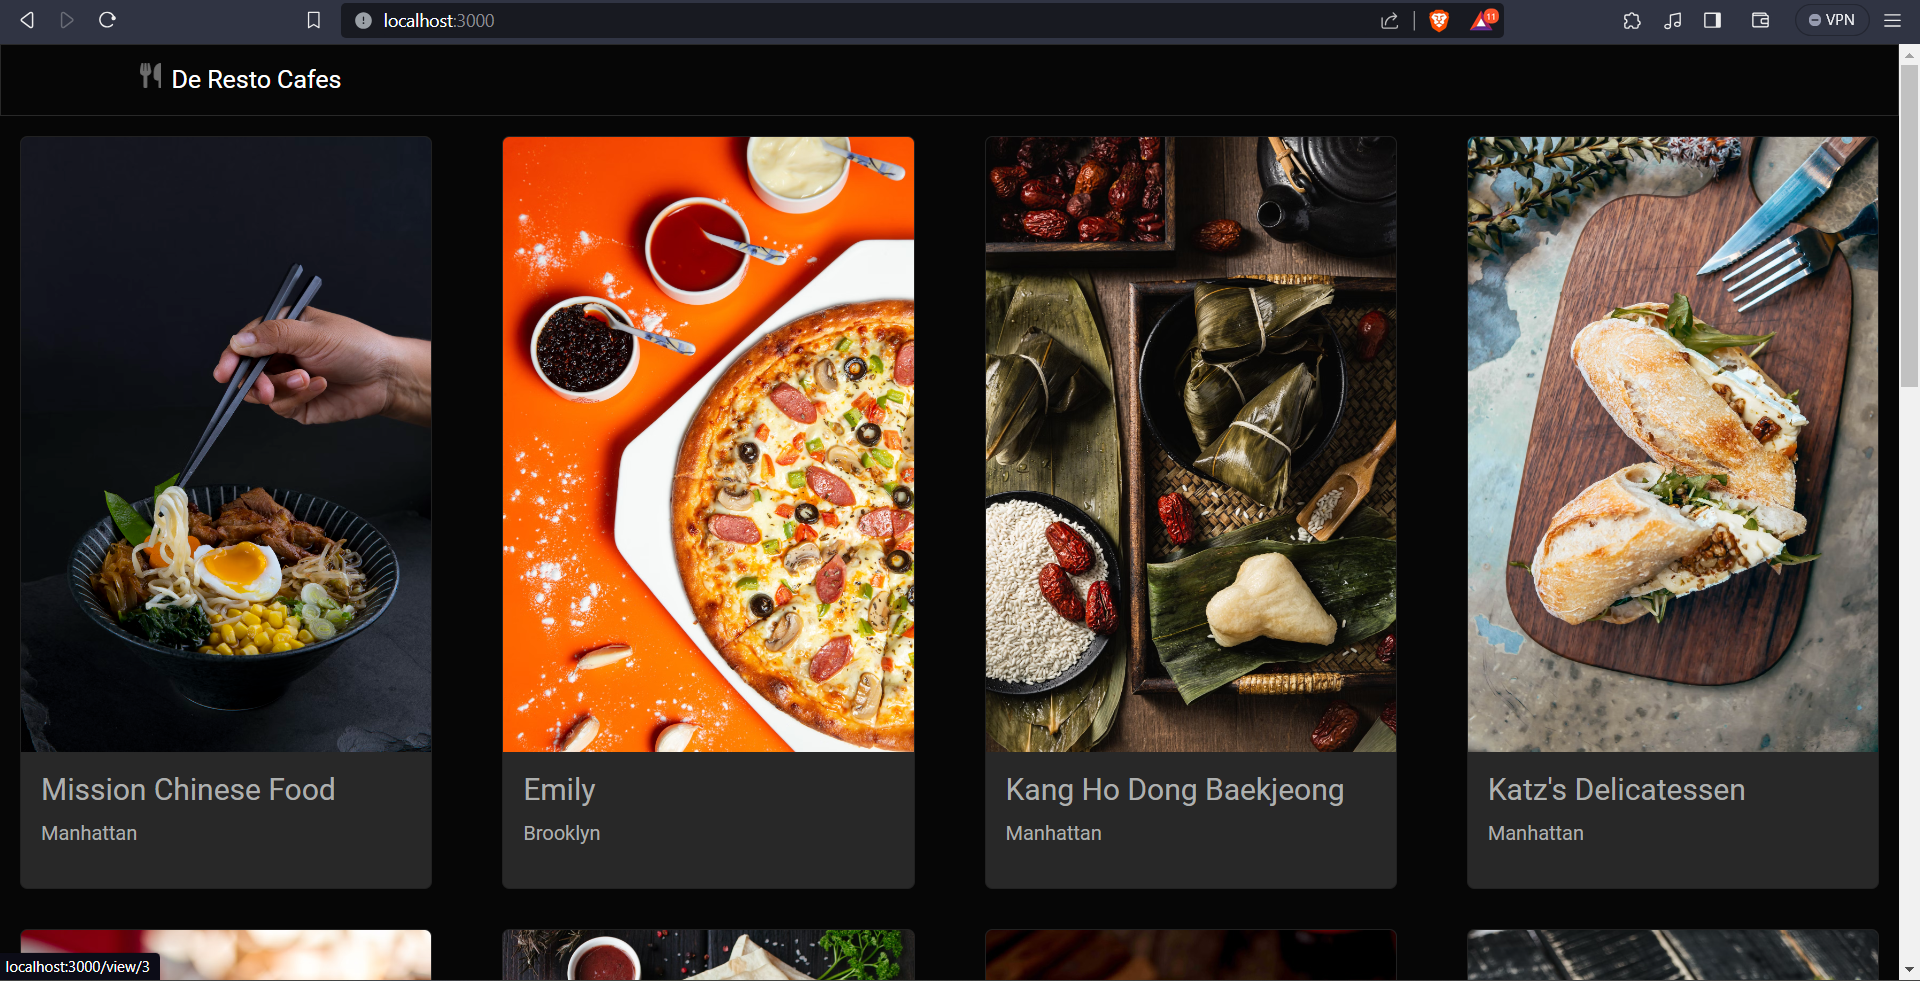 localhost:3000
11
VPN
De Resto Cafes
Mission Chinese Food
Manhattan
Emily
Brooklyn
Kang Ho Dong Baekjeong
Manhattan
Katz's Delicatessen
Manhattan
localhost:3000/view/3